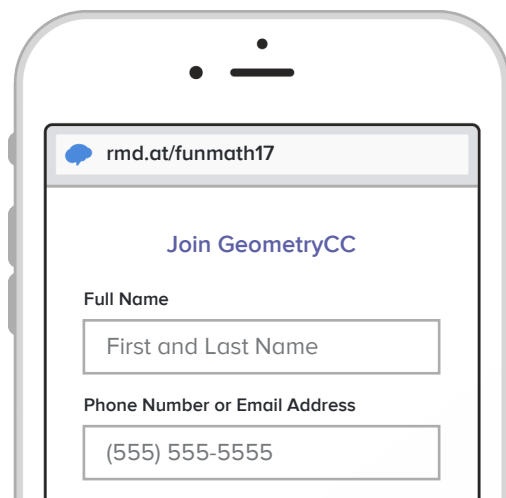 rmd.at/funmath17
Join GeometryCC
Full Name
First and Last Name
Phone Number or Email Address
(555) 555-5555